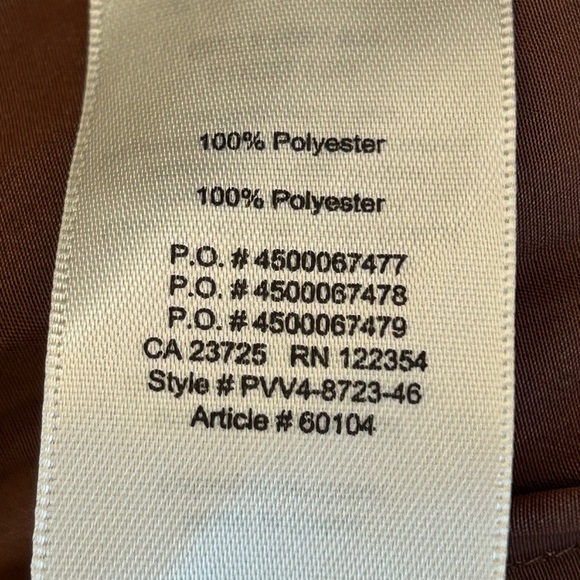 100% Polyester
100% Polyester
P.O. # 4500067477
P.O. # 4500067478
P.O. # 4500067479
CA 23725 RN 122354
Style # PVV4-8723-46
Article # 60104